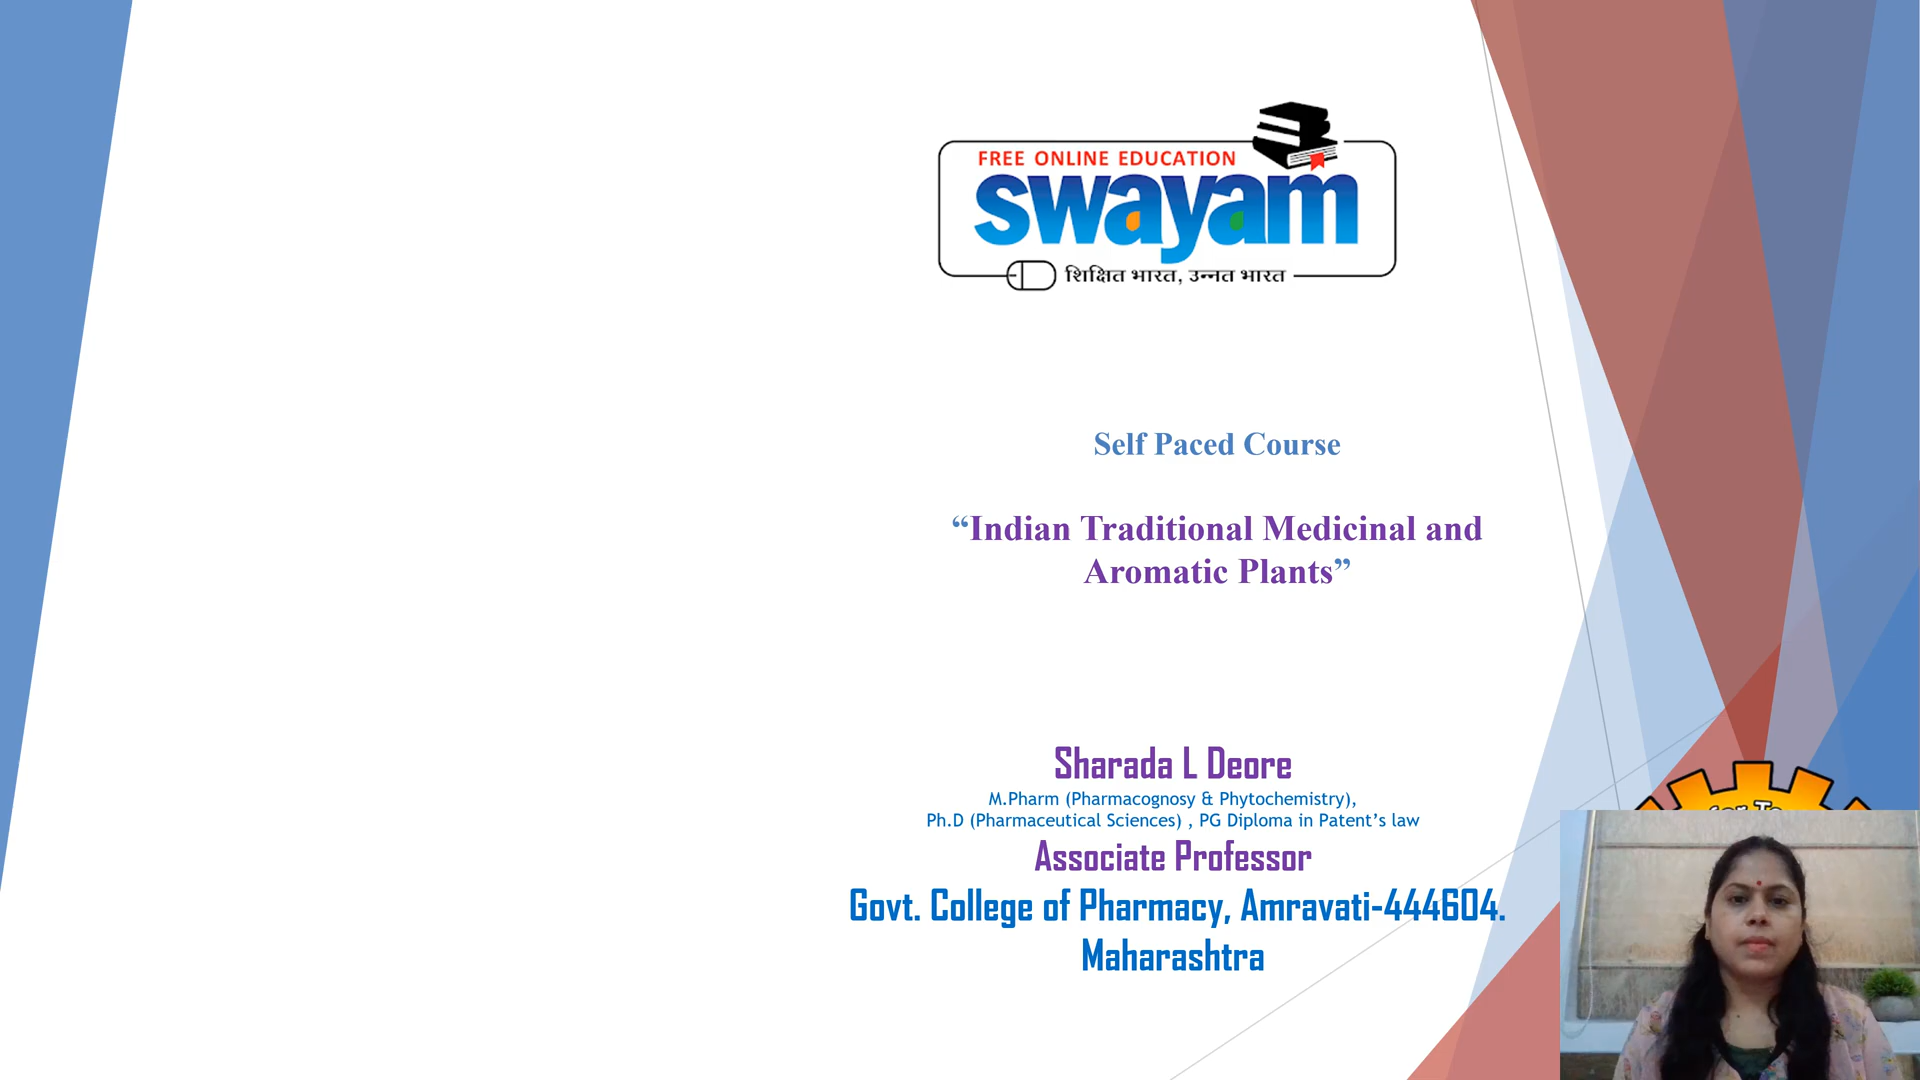 FREE ONLINE EDUCATION
swayam
शिक्षित भारत, उन्नत भारत
Self Paced Course
“Indian Traditional Medicinal and
Aromatic Plants”
Sharada L Deore
M.Pharm (Pharmacognosy & Phytochemistry),
Ph.D (Pharmaceutical Sciences) , PG Diploma in Patent’s law
Associate Professor
Govt. College of Pharmacy, Amravati-444604.
Maharashtra